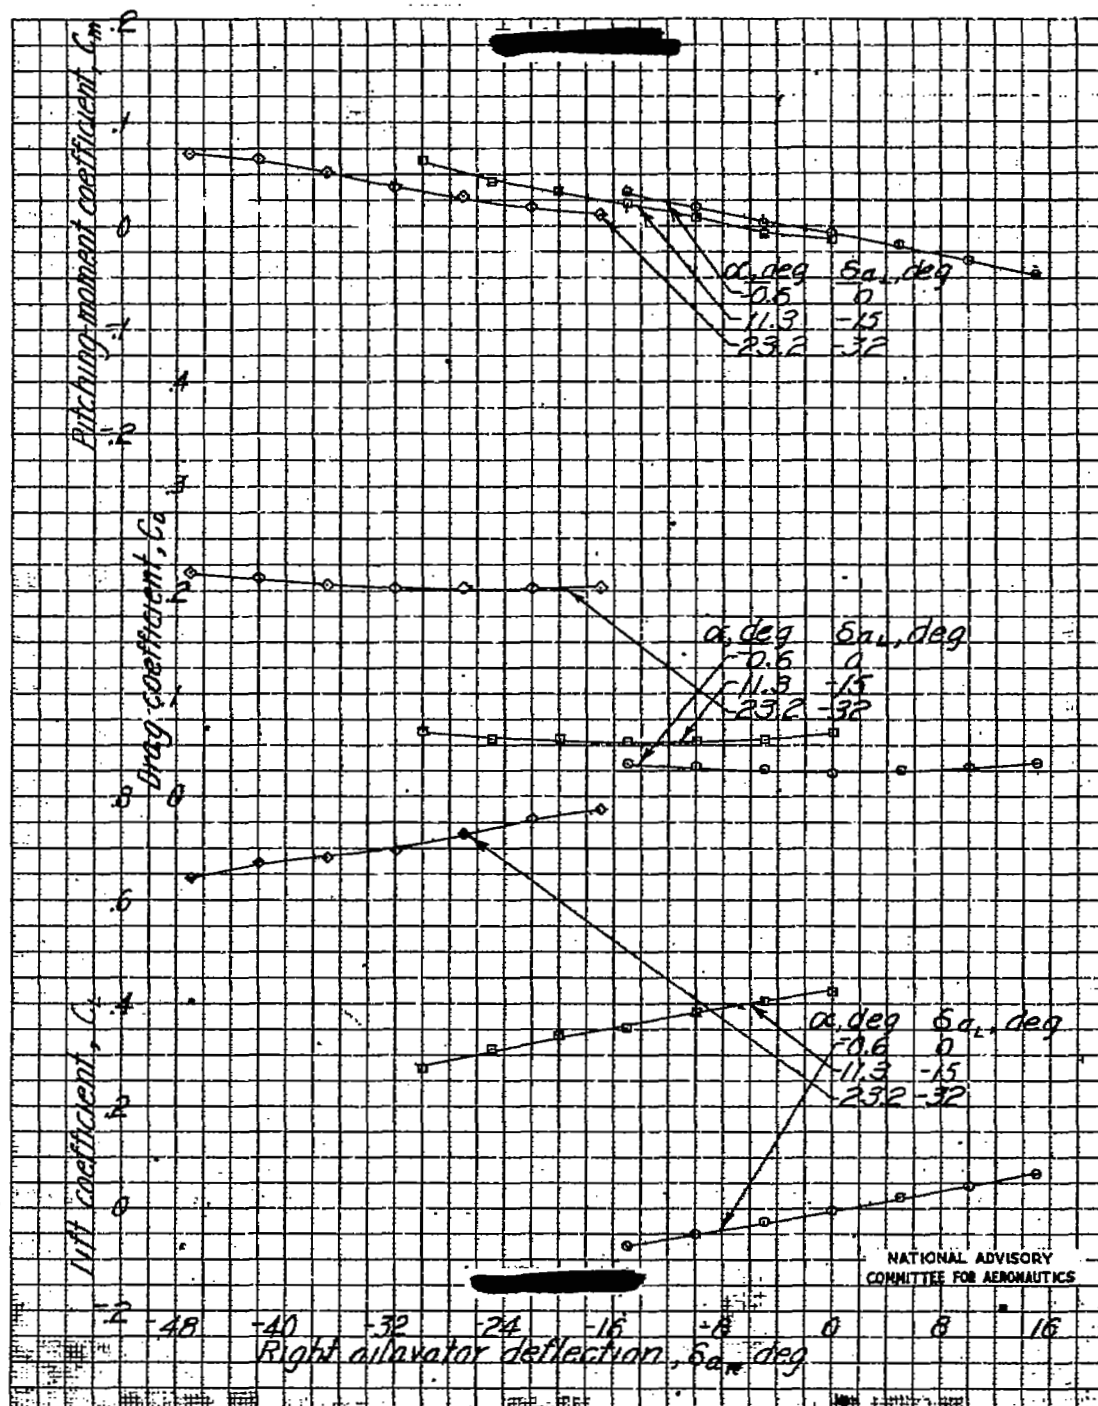 .2
.1
0
-.1
-.2
Pitching-moment coefficient, Cm
α, deg δaL, deg
-0.6 0
-11.3 -15
-23.2 -32
.4
.3
.2
.1
0
Drag coefficient, CD
α, deg δaL, deg
-0.6 0
-11.3 -15
-23.2 -32
.8
.6
.4
.2
0
-.2
Lift coefficient, CL
α, deg δaL, deg
-0.6 0
-11.3 -15
-23.2 -32
NATIONAL ADVISORY
COMMITTEE FOR AERONAUTICS
-48 -40 -32 -24 -16 -8 0 8 16
Right ailavator deflection, δaR, deg